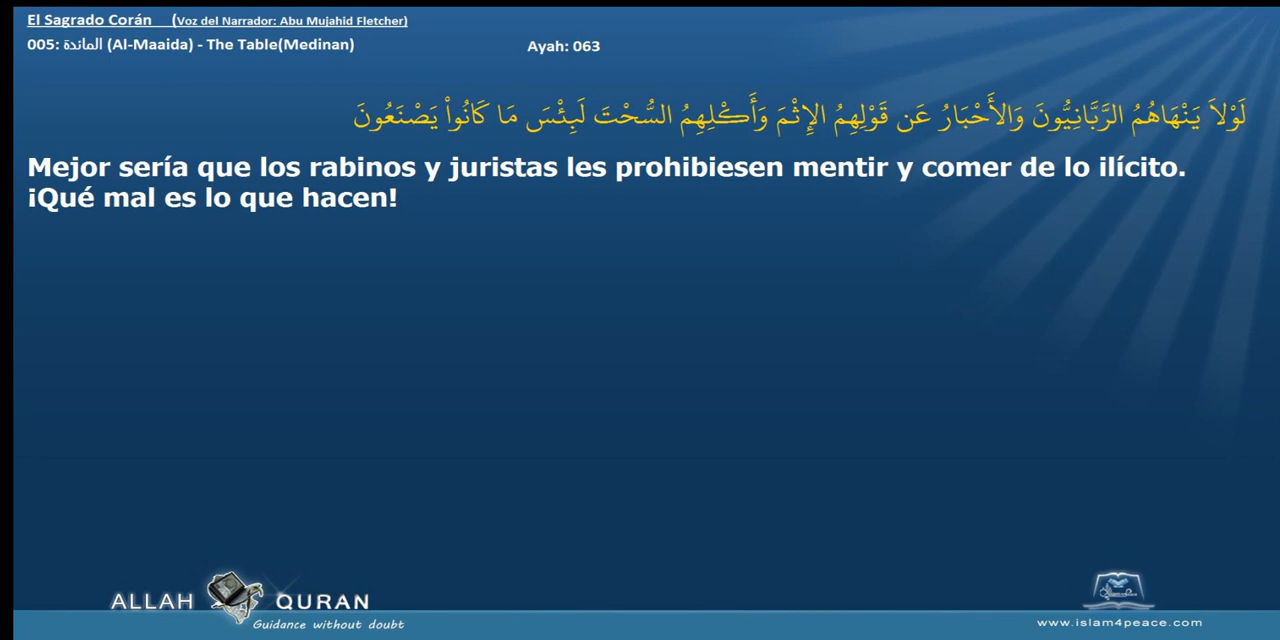 El Sagrado Corán (Voz del Narrador: Abu Mujahid Fletcher)
005: المائدة (Al-Maaida) - The Table(Medinan) Ayah: 063
لَوْلاَ يَنْهَاهُمُ الرَّبَّانِيُّونَ وَالأَحْبَارُ عَن قَوْلِهِمُ الإِثْمَ وَأَكْلِهِمُ السُّحْتَ لَبِئْسَ مَا كَانُواْ يَصْنَعُونَ
Mejor sería que los rabinos y juristas les prohibiesen mentir y comer de lo ilícito.
¡Qué mal es lo que hacen!
ALLAH QURAN
Guidance without doubt
www.islam4peace.com